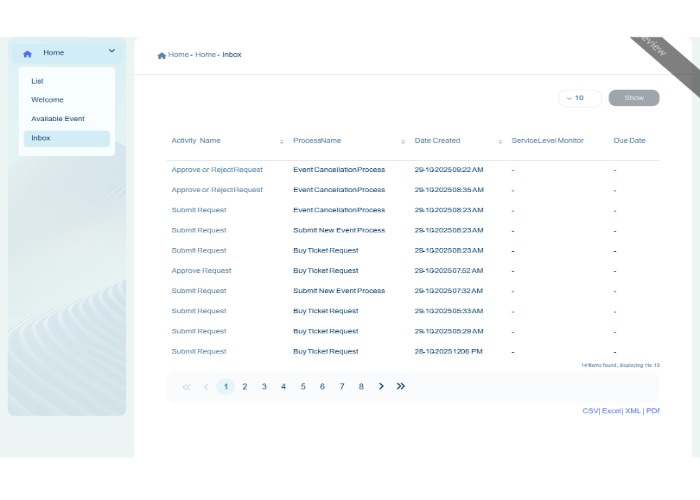 Home
Home - Home - Inbox
List
Welcome
Available Event
Inbox
10 Show
Activity Name ProcessName Date Created ServiceLevel Monitor Due Date
Approve or RejectRequest EventCancellationProcess 29-10-2025 09:22 AM - -
Approve or RejectRequest EventCancellationProcess 29-10-2025 08:35 AM - -
Submit Request EventCancellationProcess 29-10-2025 08:23 AM - -
Submit Request Submit New Event Process 29-10-2025 08:23 AM - -
Submit Request Buy Ticket Request 29-10-2025 08:23 AM - -
Approve Request Buy Ticket Request 29-10-2025 07:52 AM - -
Submit Request Submit New Event Process 29-10-2025 07:32 AM - -
Submit Request Buy Ticket Request 29-10-2025 05:33 AM - -
Submit Request Buy Ticket Request 29-10-2025 05:29 AM - -
Submit Request Buy Ticket Request 28-10-2025 12:06 PM - -
items found, displaying 1 to
« ‹ 1 2 3 4 5 6 7 8 › »
CSV| Excel| XML | PDF